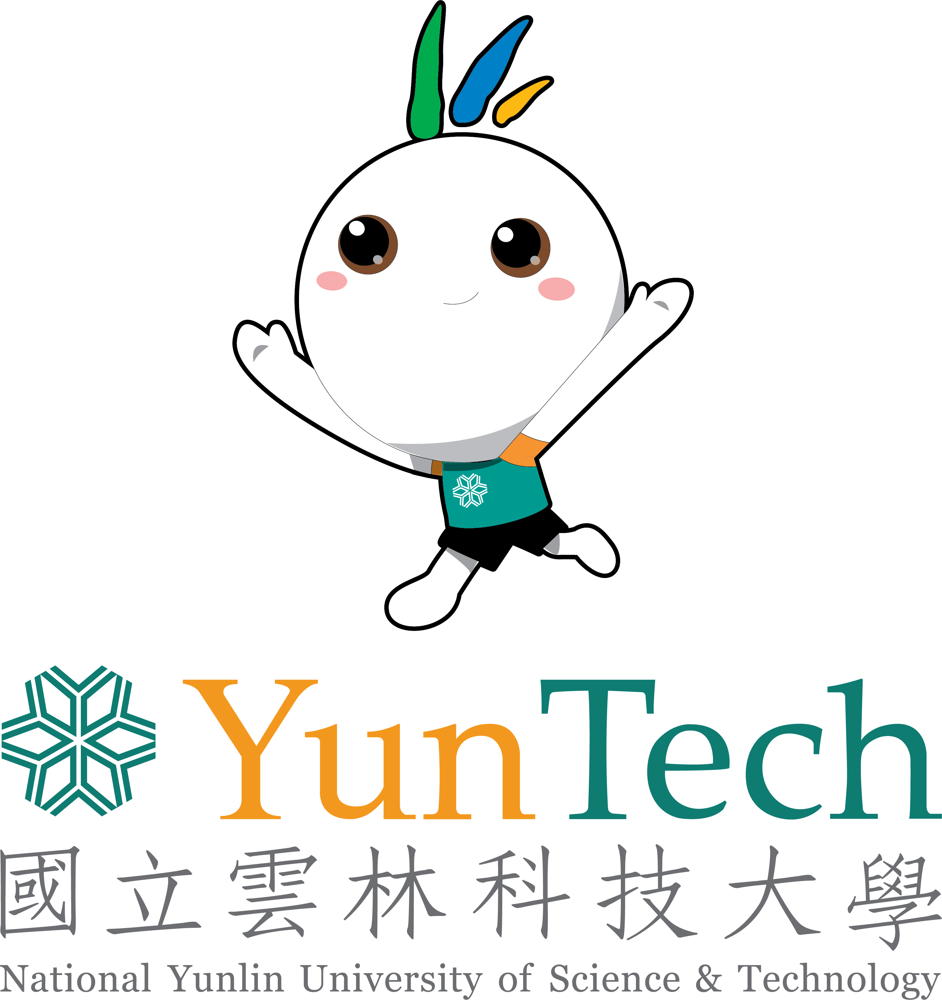 YunTech
國立雲林科技大學
National Yunlin University of Science & Technology